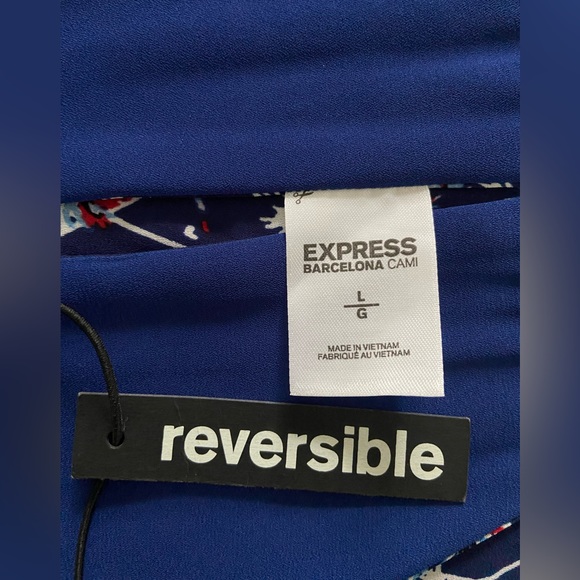 EXPRESS
BARCELONA CAMI
L
G
MADE IN VIETNAM
FABRIQUÉ AU VIETNAM
reversible